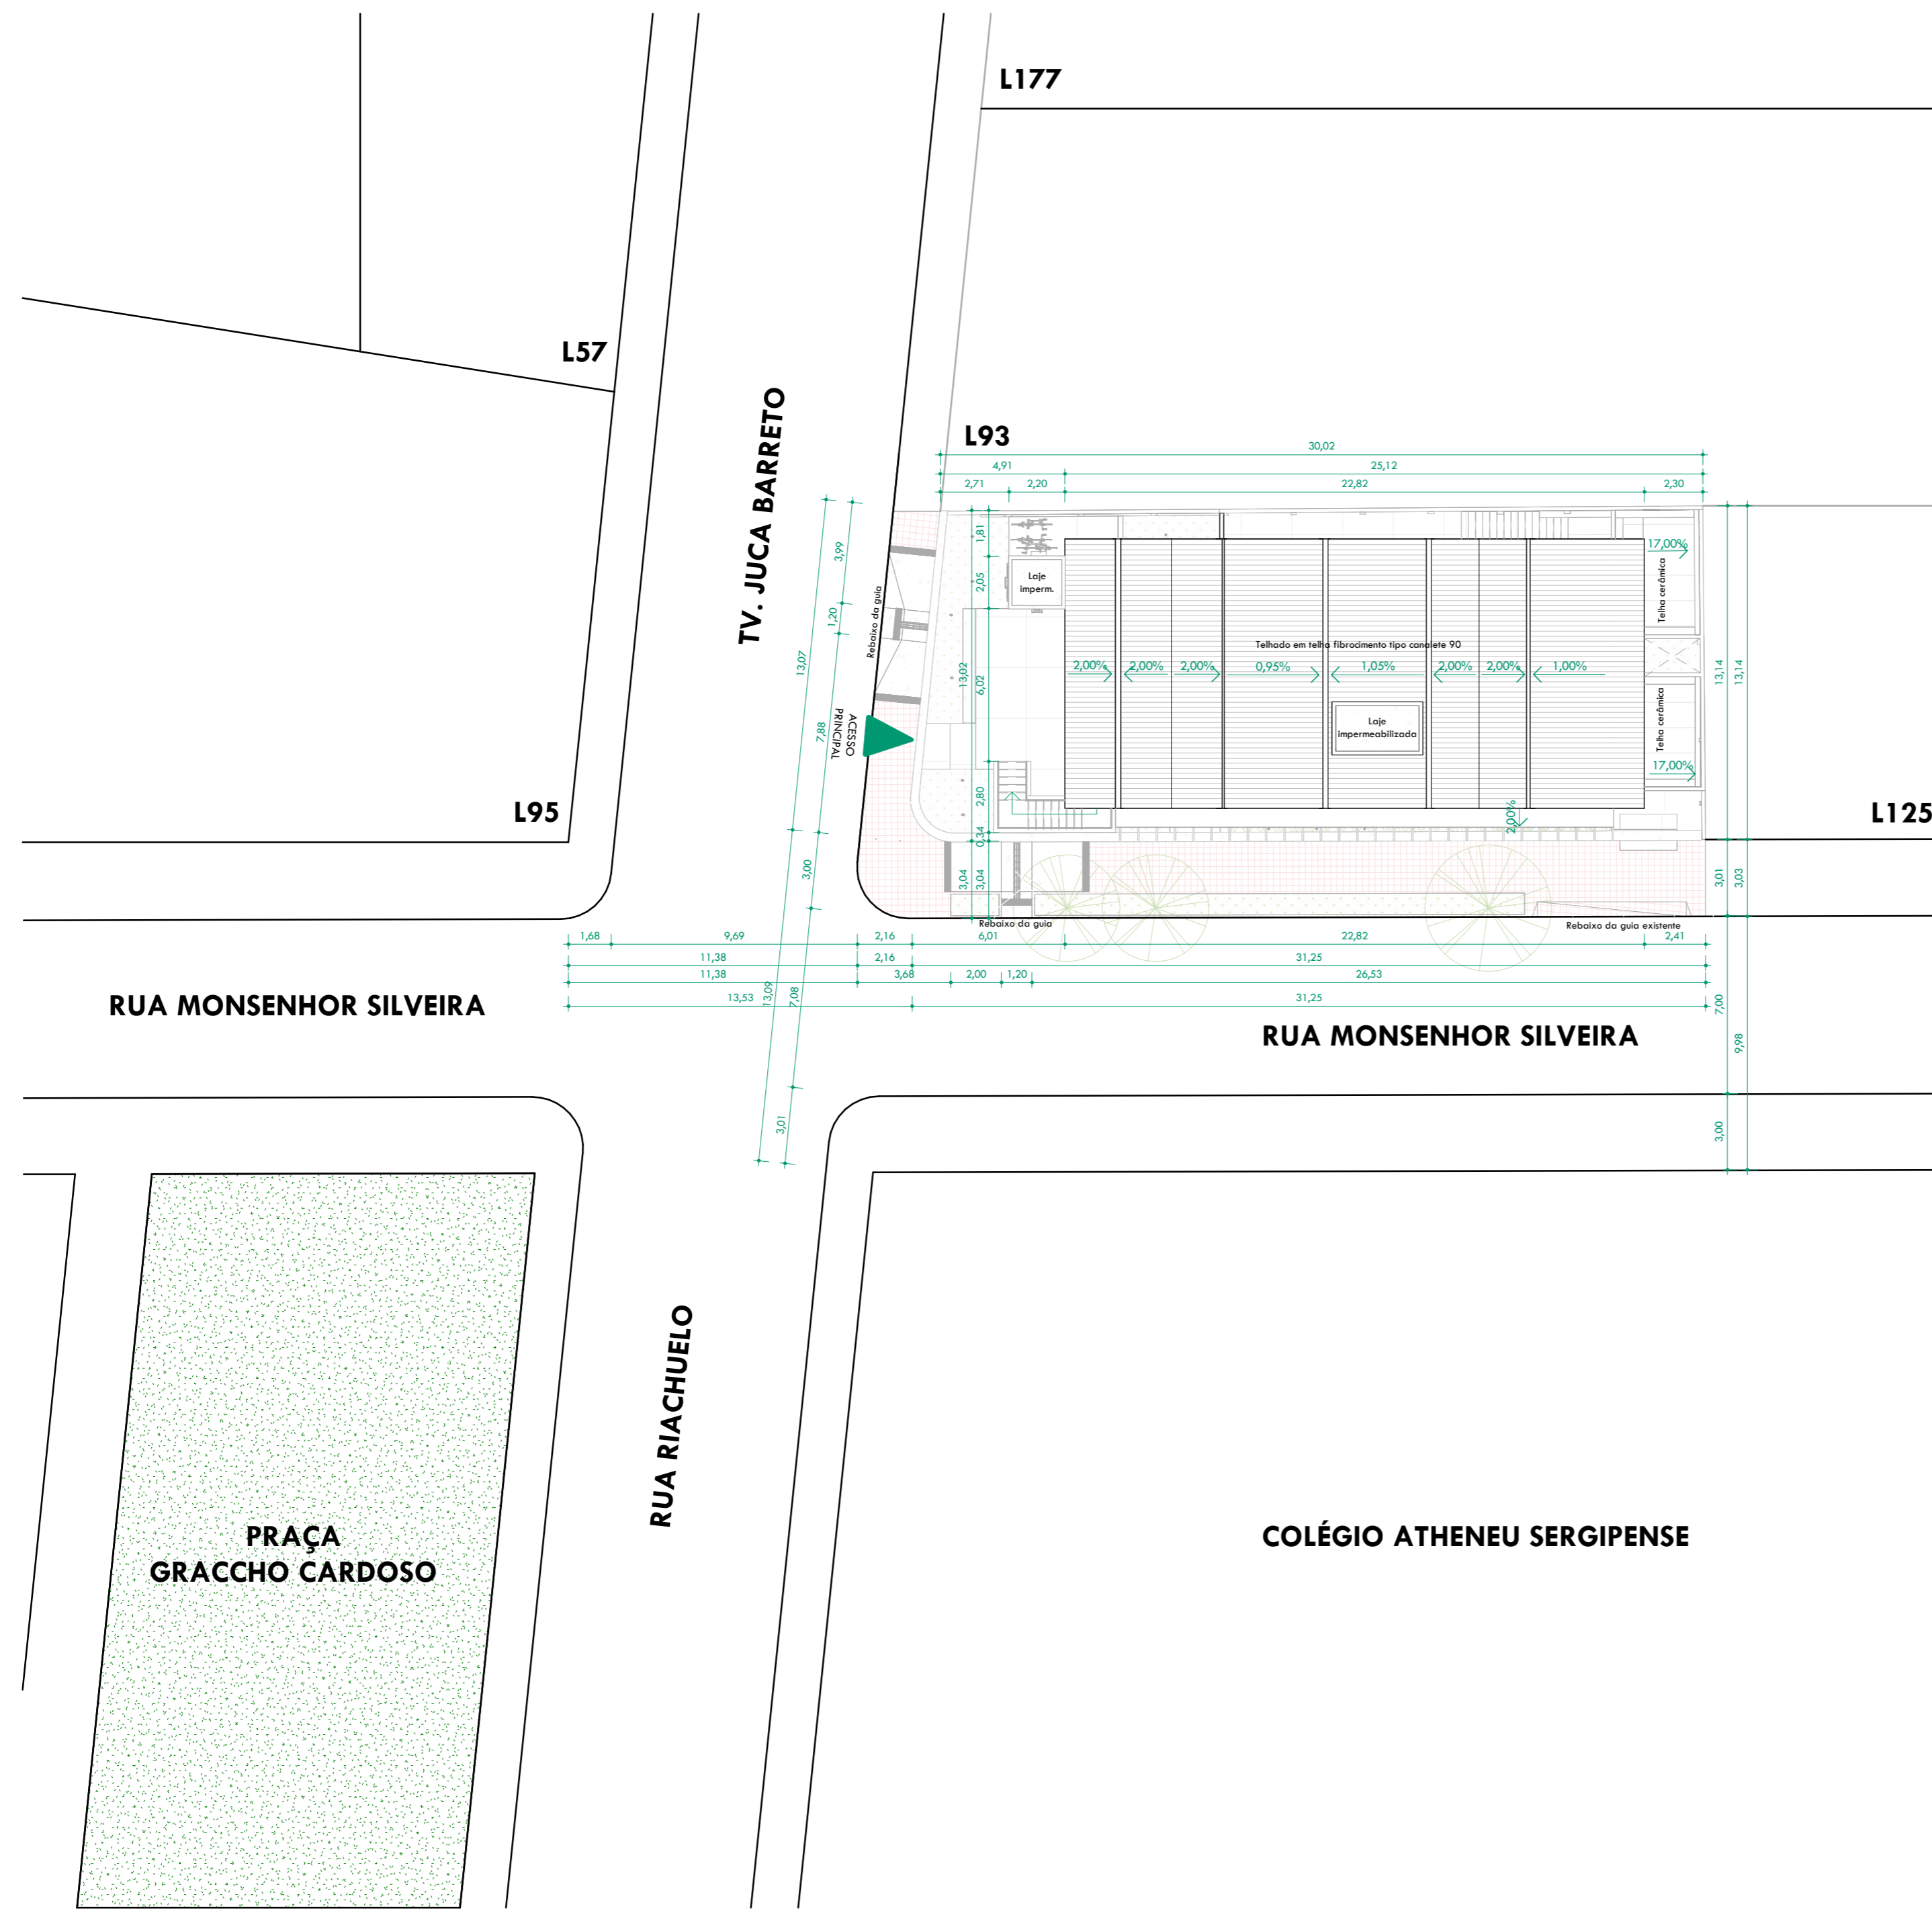 L177
L57
TV. JUCA BARRETO
L93
30,02
4,91
25,12
2,71
2,20
22,82
2,30
3,99
1,20
13,07
7,88
Rebaixo da guia
ACESSO
PRINCIPAL
1,81
2,05
13,02
6,02
2,80
0,34
3,04
3,04
Laje
imperm.
Telhado em telha fibrocimento tipo canalete 90
2,00%
2,00%
2,00%
0,95%
1,05%
2,00%
2,00%
1,00%
Laje
impermeabilizada
2,00%
17,00%
Telha cerâmica
Telha cerâmica
17,00%
13,14
13,14
L95
L125
3,00
3,01
3,03
Rebaixo da guia
Rebaixo da guia existente
1,68
9,69
2,16
6,01
22,82
2,41
11,38
2,16
31,25
11,38
3,68
2,00
1,20
26,53
13,53
31,25
13,09
7,08
7,00
9,98
RUA MONSENHOR SILVEIRA
RUA MONSENHOR SILVEIRA
3,01
3,00
RUA RIACHUELO
PRAÇA
GRACCHO CARDOSO
COLÉGIO ATHENEU SERGIPENSE